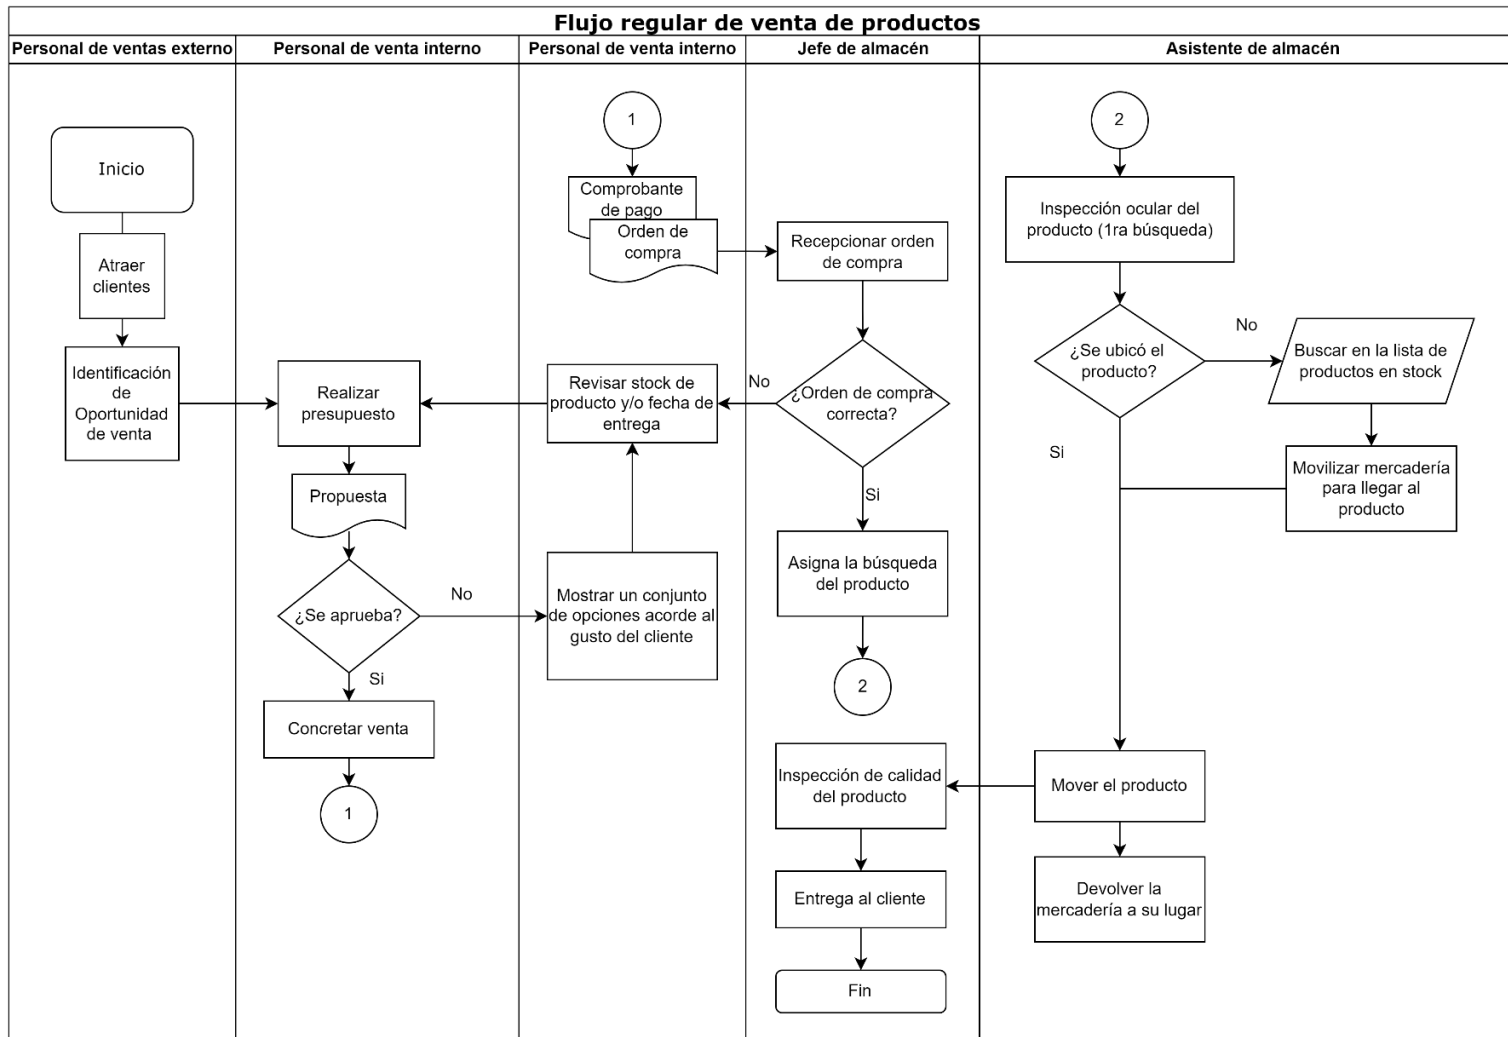 Flujo regular de venta de productos
Personal de ventas externo
Personal de venta interno
Personal de venta interno
Jefe de almacén
Asistente de almacén
Inicio
Atraer
clientes
Identificación
de
Oportunidad
de venta
Realizar
presupuesto
Propuesta
¿Se aprueba?
No
Si
Concretar venta
1
1
Comprobante
de pago
Orden de
compra
Revisar stock de
producto y/o fecha de
entrega
Mostrar un conjunto
de opciones acorde al
gusto del cliente
Recepcionar orden
de compra
¿Orden de compra
correcta?
No
Si
Asigna la búsqueda
del producto
2
Inspección de calidad
del producto
Entrega al cliente
Fin
2
Inspección ocular del
producto (1ra búsqueda)
¿Se ubicó el
producto?
No
Si
Buscar en la lista de
productos en stock
Movilizar mercadería
para llegar al
producto
Mover el producto
Devolver la
mercadería a su lugar